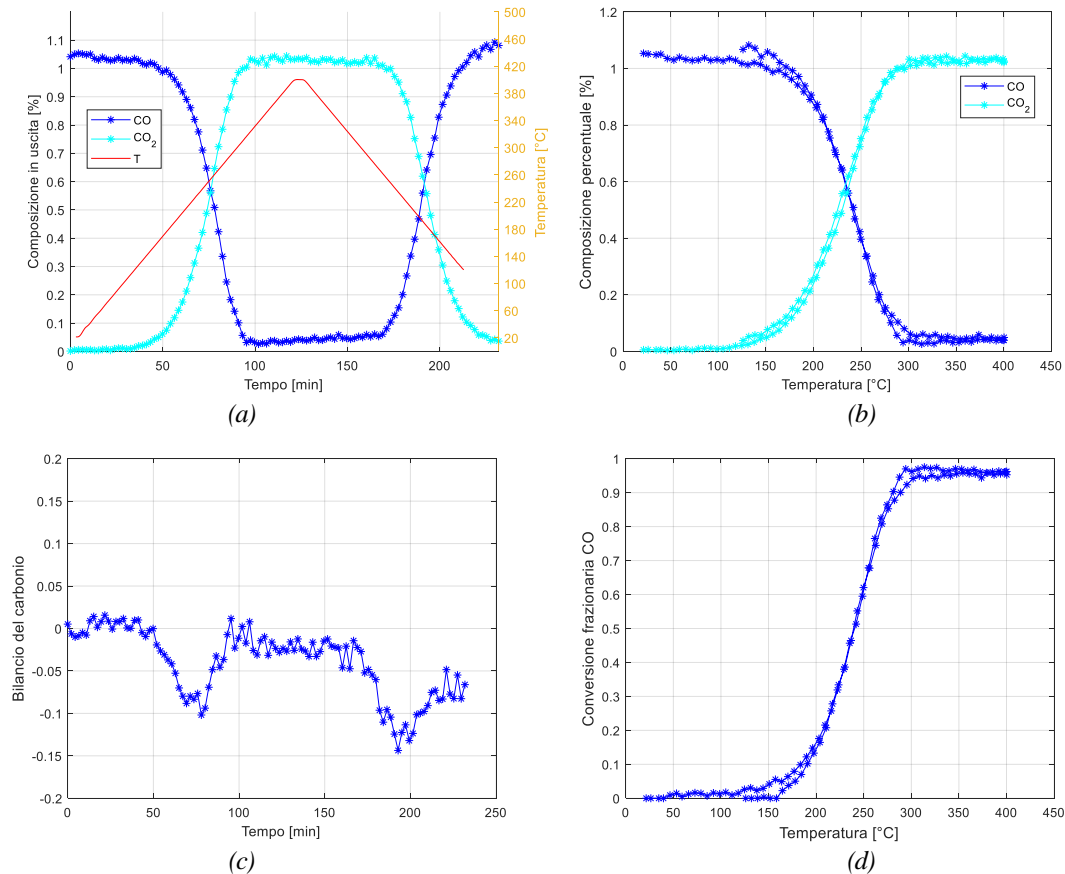 500
460
420
380
340
300
260
220
180
140
100
60
20
Temperatura [°C]
1.1
1
0.9
0.8
0.7
0.6
0.5
0.4
0.3
0.2
0.1
0
Composizione in uscita [%]
CO
CO2
T
0 50 100 150 200
Tempo [min]
(a)
1.2
1
0.8
0.6
0.4
0.2
0
Composizione percentuale [%]
CO
CO2
0 50 100 150 200 250 300 350 400 450
Temperatura [°C]
(b)
0.2
0.15
0.1
0.05
0
-0.05
-0.1
-0.15
-0.2
Bilancio del carbonio
0 50 100 150 200 250
Tempo [min]
(c)
1
0.9
0.8
0.7
0.6
0.5
0.4
0.3
0.2
0.1
0
Conversione frazionaria CO
0 50 100 150 200 250 300 350 400 450
Temperatura [°C]
(d)